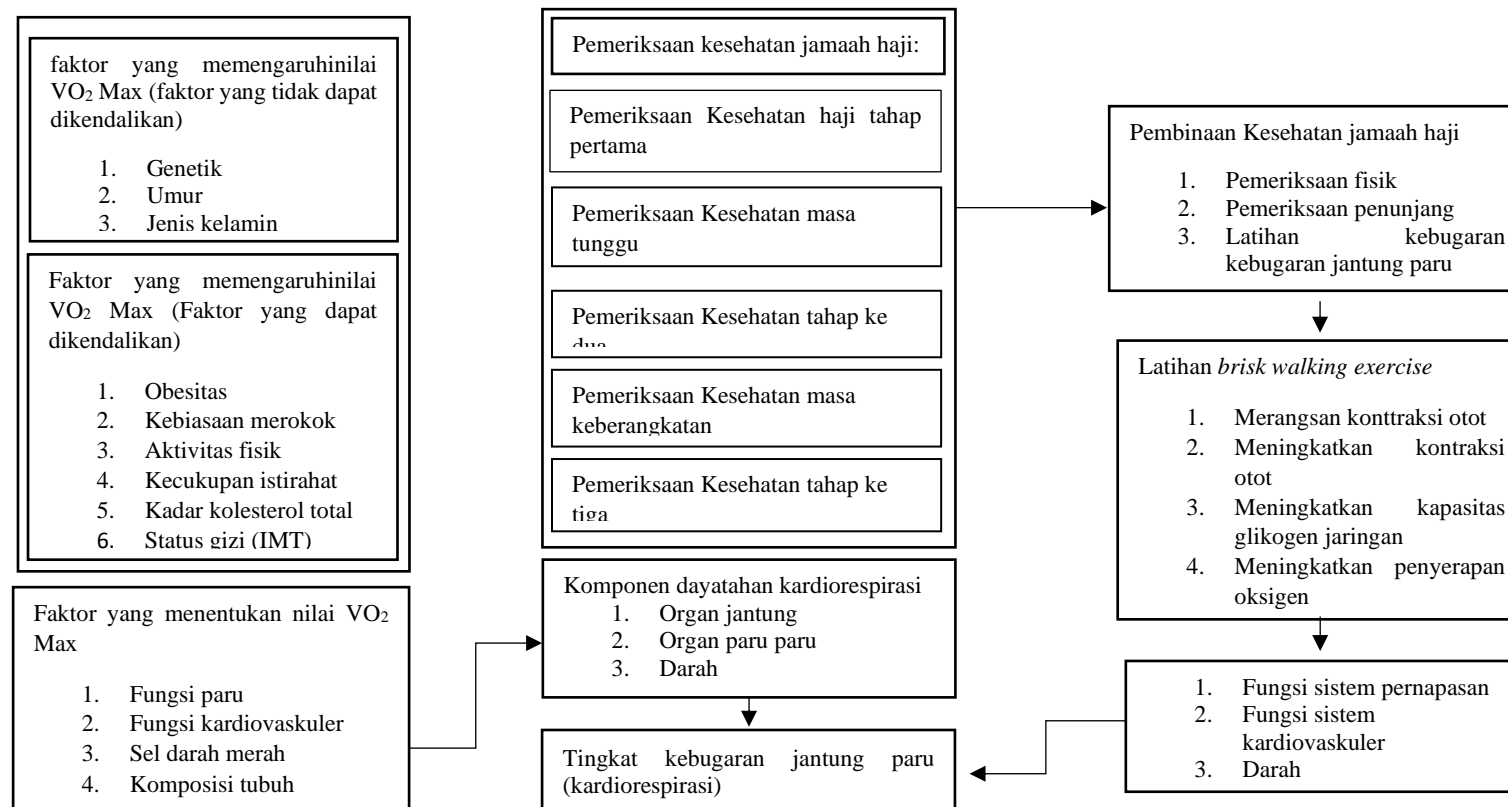 faktor yang memengaruhinilai
VO₂ Max (faktor yang tidak dapat
dikendalikan)
1. Genetik
2. Umur
3. Jenis kelamin
Faktor yang memengaruhinilai
VO₂ Max (Faktor yang dapat
dikendalikan)
1. Obesitas
2. Kebiasaan merokok
3. Aktivitas fisik
4. Kecukupan istirahat
5. Kadar kolesterol total
6. Status gizi (IMT)
Faktor yang menentukan nilai VO₂
Max
1. Fungsi paru
2. Fungsi kardiovaskuler
3. Sel darah merah
4. Komposisi tubuh
Pemeriksaan kesehatan jamaah haji:
Pemeriksaan Kesehatan haji tahap
pertama
Pemeriksaan Kesehatan masa
tunggu
Pemeriksaan Kesehatan tahap ke
dua
Pemeriksaan Kesehatan masa
keberangkatan
Pemeriksaan Kesehatan tahap ke
tiga
Komponen dayatahan kardiorespirasi
1. Organ jantung
2. Organ paru paru
3. Darah
Tingkat kebugaran jantung paru
(kardiorespirasi)
Pembinaan Kesehatan jamaah haji
1. Pemeriksaan fisik
2. Pemeriksaan penunjang
3. Latihan kebugaran
kebugaran jantung paru
Latihan brisk walking exercise
1. Merangsan konttraksi otot
2. Meningkatkan kontraksi
otot
3. Meningkatkan kapasitas
glikogen jaringan
4. Meningkatkan penyerapan
oksigen
1. Fungsi sistem pernapasan
2. Fungsi sistem
kardiovaskuler
3. Darah